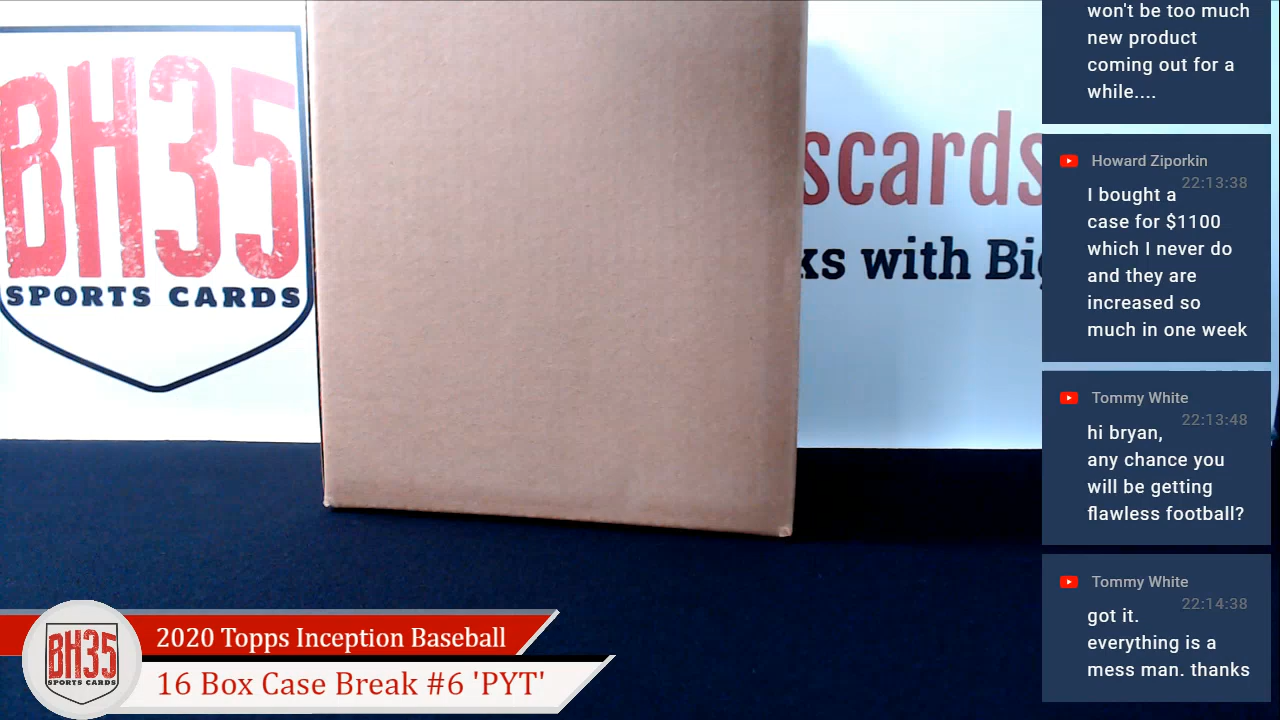 BH35
SPORTS CARDS
scards
ks with Big
won't be too much
new product
coming out for a
while....
Howard Ziporkin
22:13:38
I bought a
case for $1100
which I never do
and they are
increased so
much in one week
Tommy White
22:13:48
hi bryan,
any chance you
will be getting
flawless football?
Tommy White
22:14:38
got it.
everything is a
mess man. thanks
BH35
SPORTS CARDS
2020 Topps Inception Baseball
16 Box Case Break #6 'PYT'